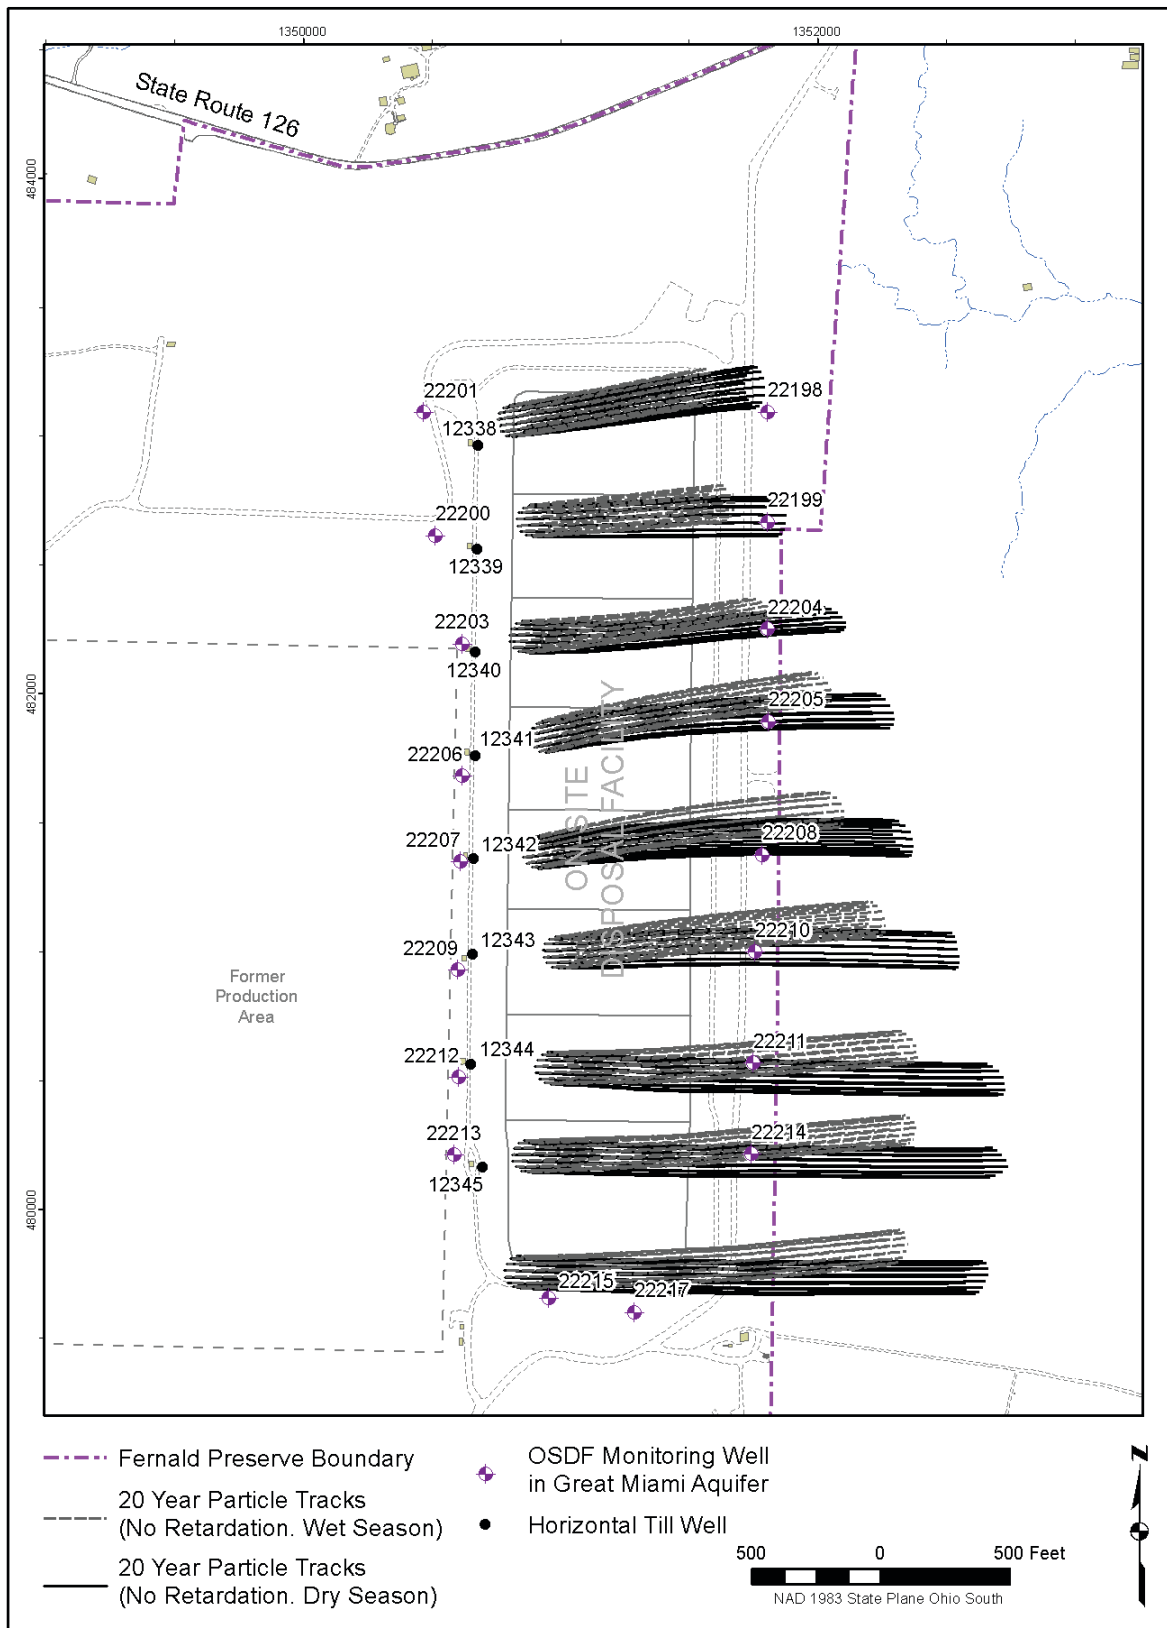 1350000
1352000
State Route 126
484000
22201
22198
12338
22199
22200
12339
22203
22204
12340
482000
22205
12341
22206
ON-SITE
DISPOSAL FACILITY
22207
12342
22208
22209
12343
22210
Former
Production
Area
22212
12344
22211
22213
22214
12345
480000
22215
22217
Fernald Preserve Boundary
20 Year Particle Tracks
(No Retardation. Wet Season)
20 Year Particle Tracks
(No Retardation. Dry Season)
OSDF Monitoring Well
in Great Miami Aquifer
Horizontal Till Well
500 0 500 Feet
NAD 1983 State Plane Ohio South
N